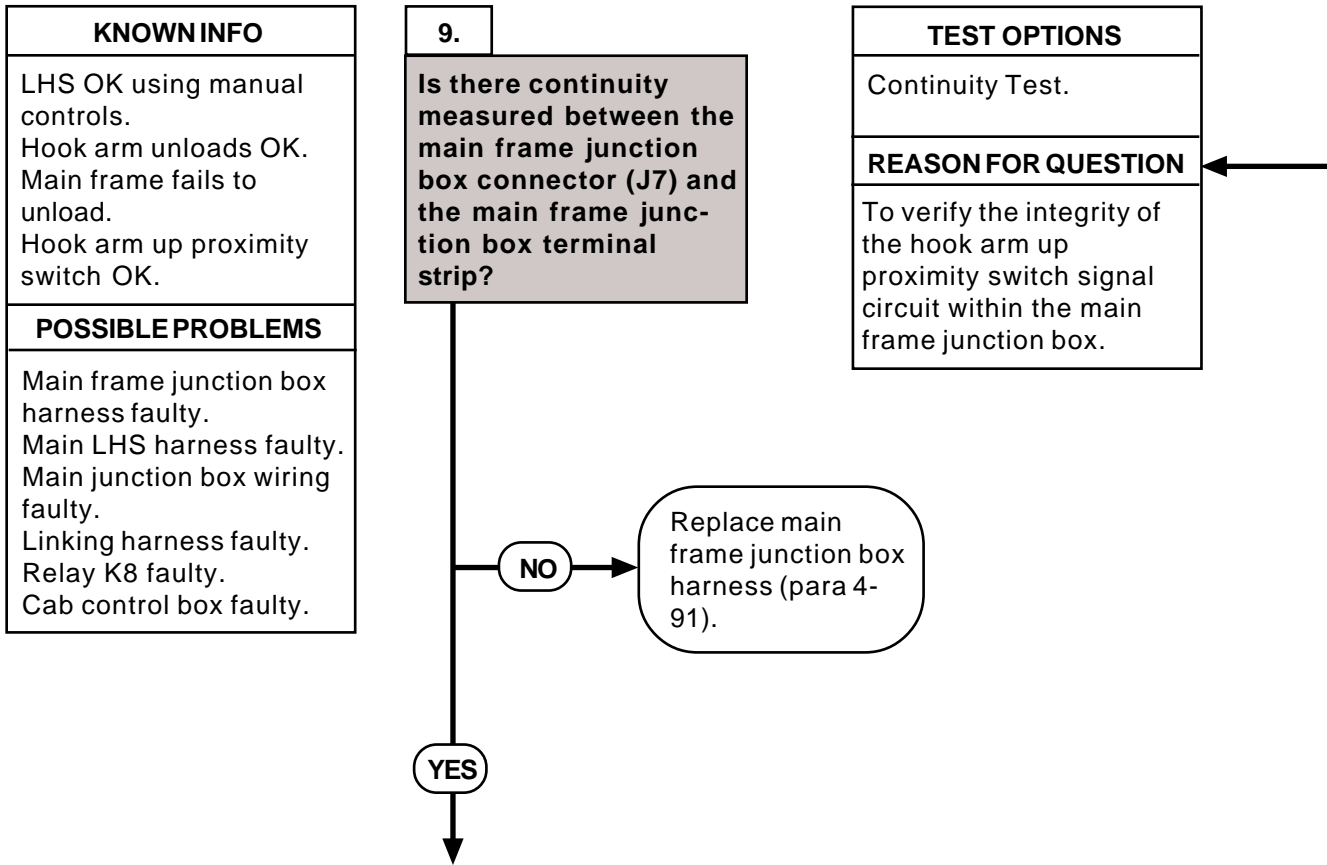 KNOWN INFO
LHS OK using manual
controls.
Hook arm unloads OK.
Main frame fails to
unload.
Hook arm up proximity
switch OK.
POSSIBLE PROBLEMS
Main frame junction box
harness faulty.
Main LHS harness faulty.
Main junction box wiring
faulty.
Linking harness faulty.
Relay K8 faulty.
Cab control box faulty.
9.
Is there continuity
measured between the
main frame junction
box connector (J7) and
the main frame junc-
tion box terminal
strip?
NO
Replace main
frame junction box
harness (para 4-
91).
YES
TEST OPTIONS
Continuity Test.
REASON FOR QUESTION
To verify the integrity of
the hook arm up
proximity switch signal
circuit within the main
frame junction box.